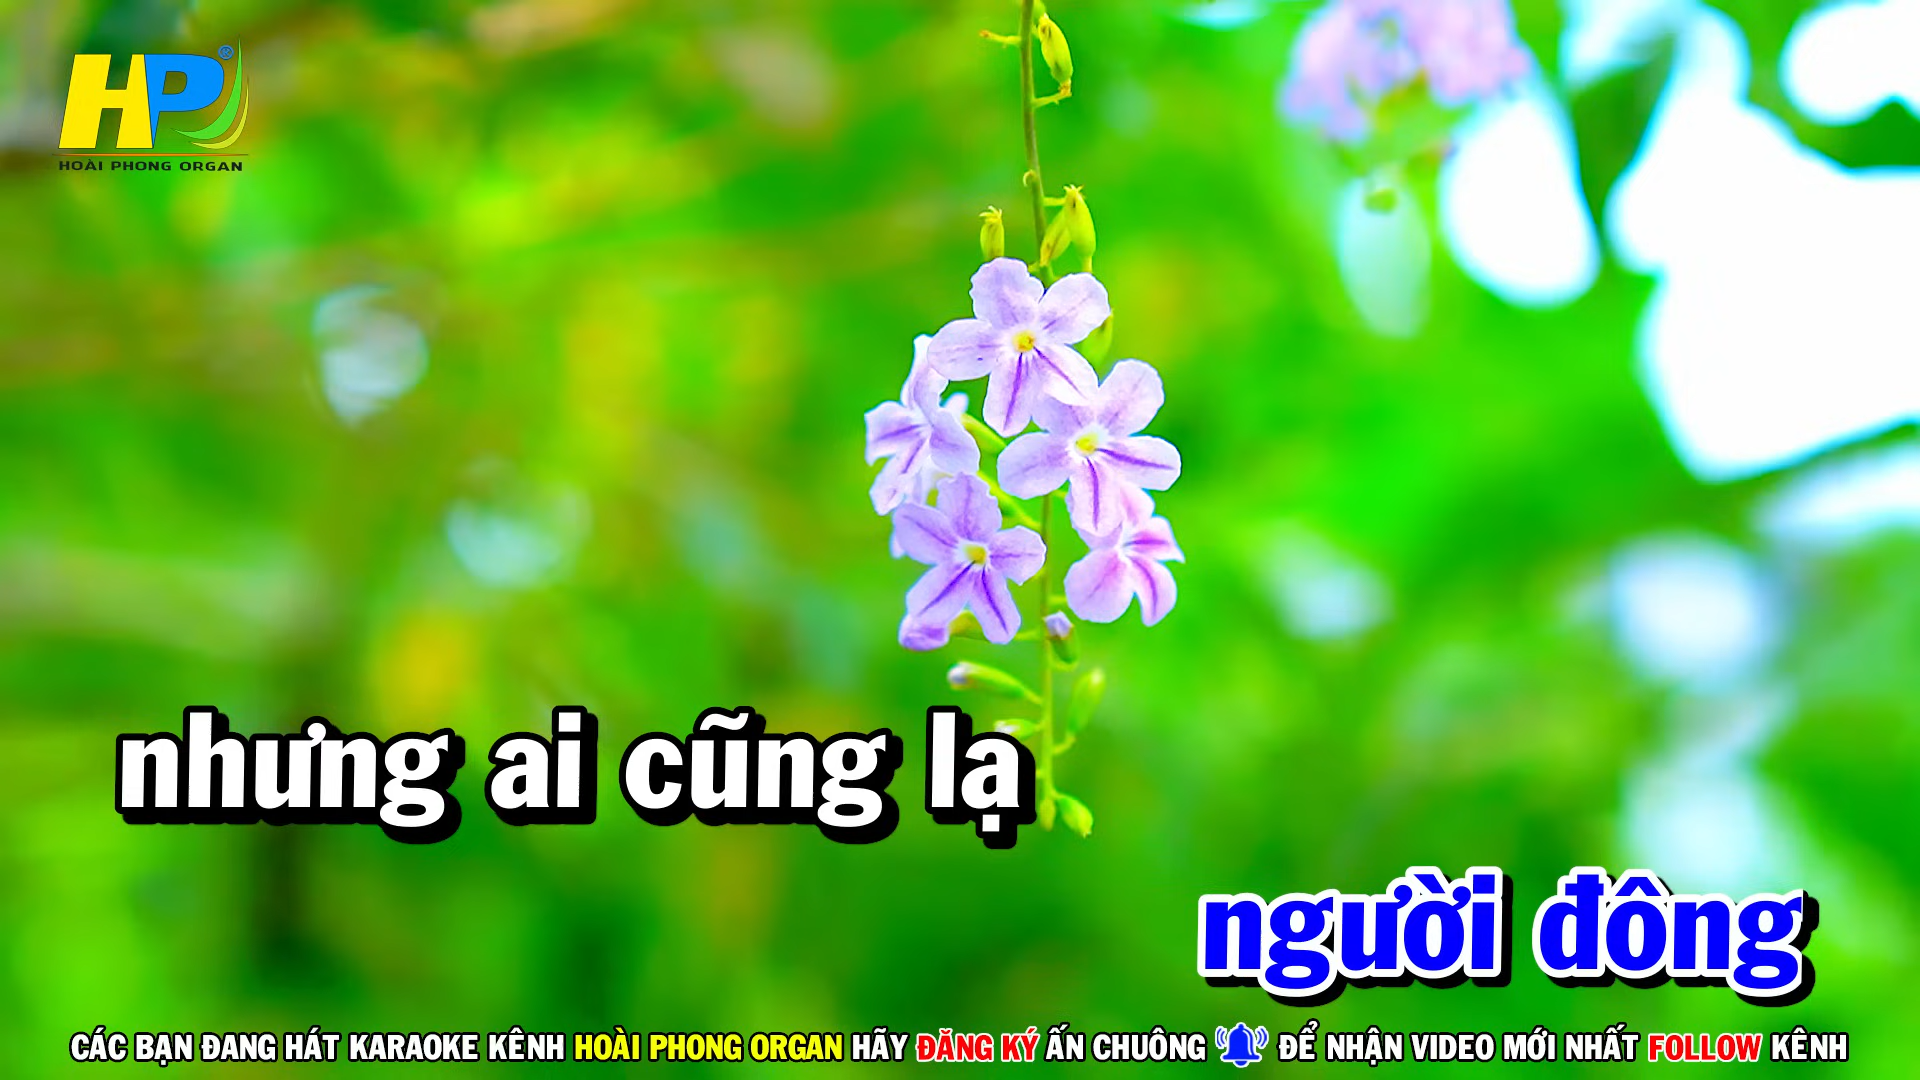 HP®
HOÀI PHONG ORGAN
nhưng ai cũng lạ
người đông
CÁC BẠN ĐANG HÁT KARAOKE KÊNH HOÀI PHONG ORGAN HÃY ĐĂNG KÝ ẤN CHUÔNG ĐỂ NHẬN VIDEO MỚI NHẤT FOLLOW KÊNH